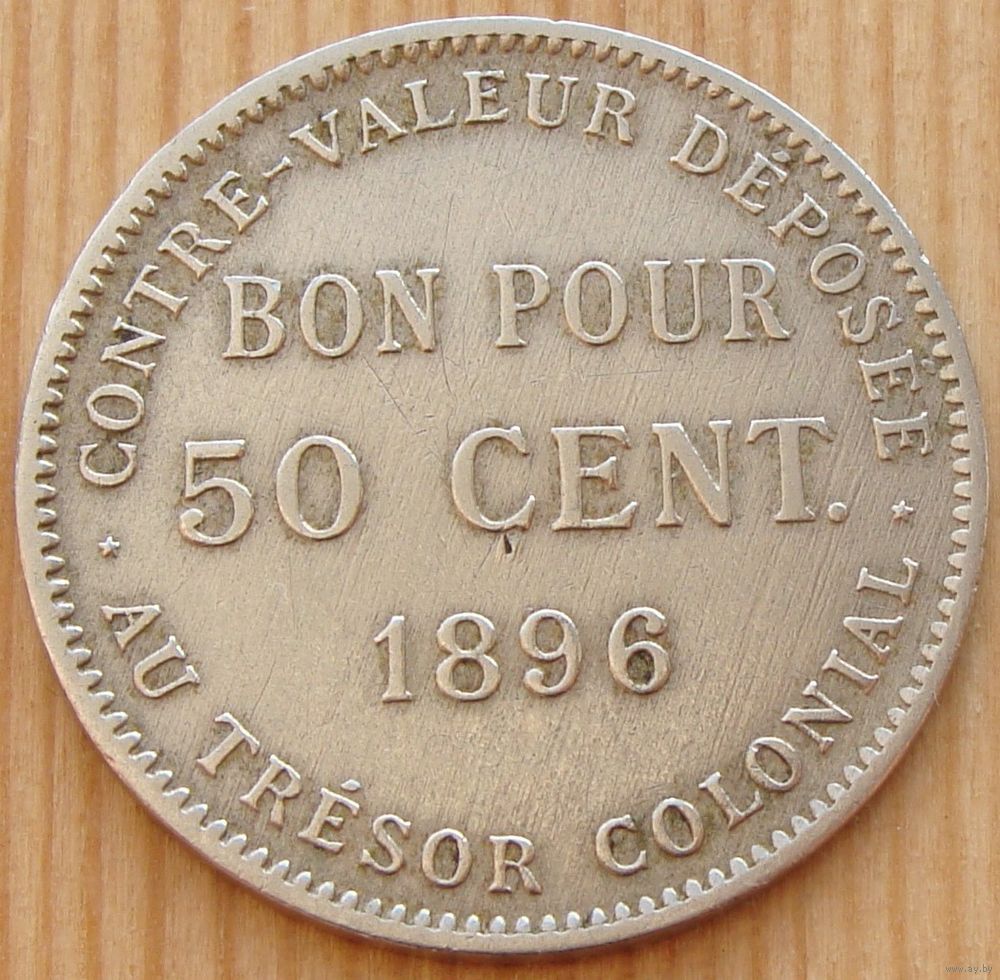 CONTRE-VALEUR DÉPOSÉE
BON POUR
50 CENT.
1896
AU TRÉSOR COLONIAL
www.ay.by